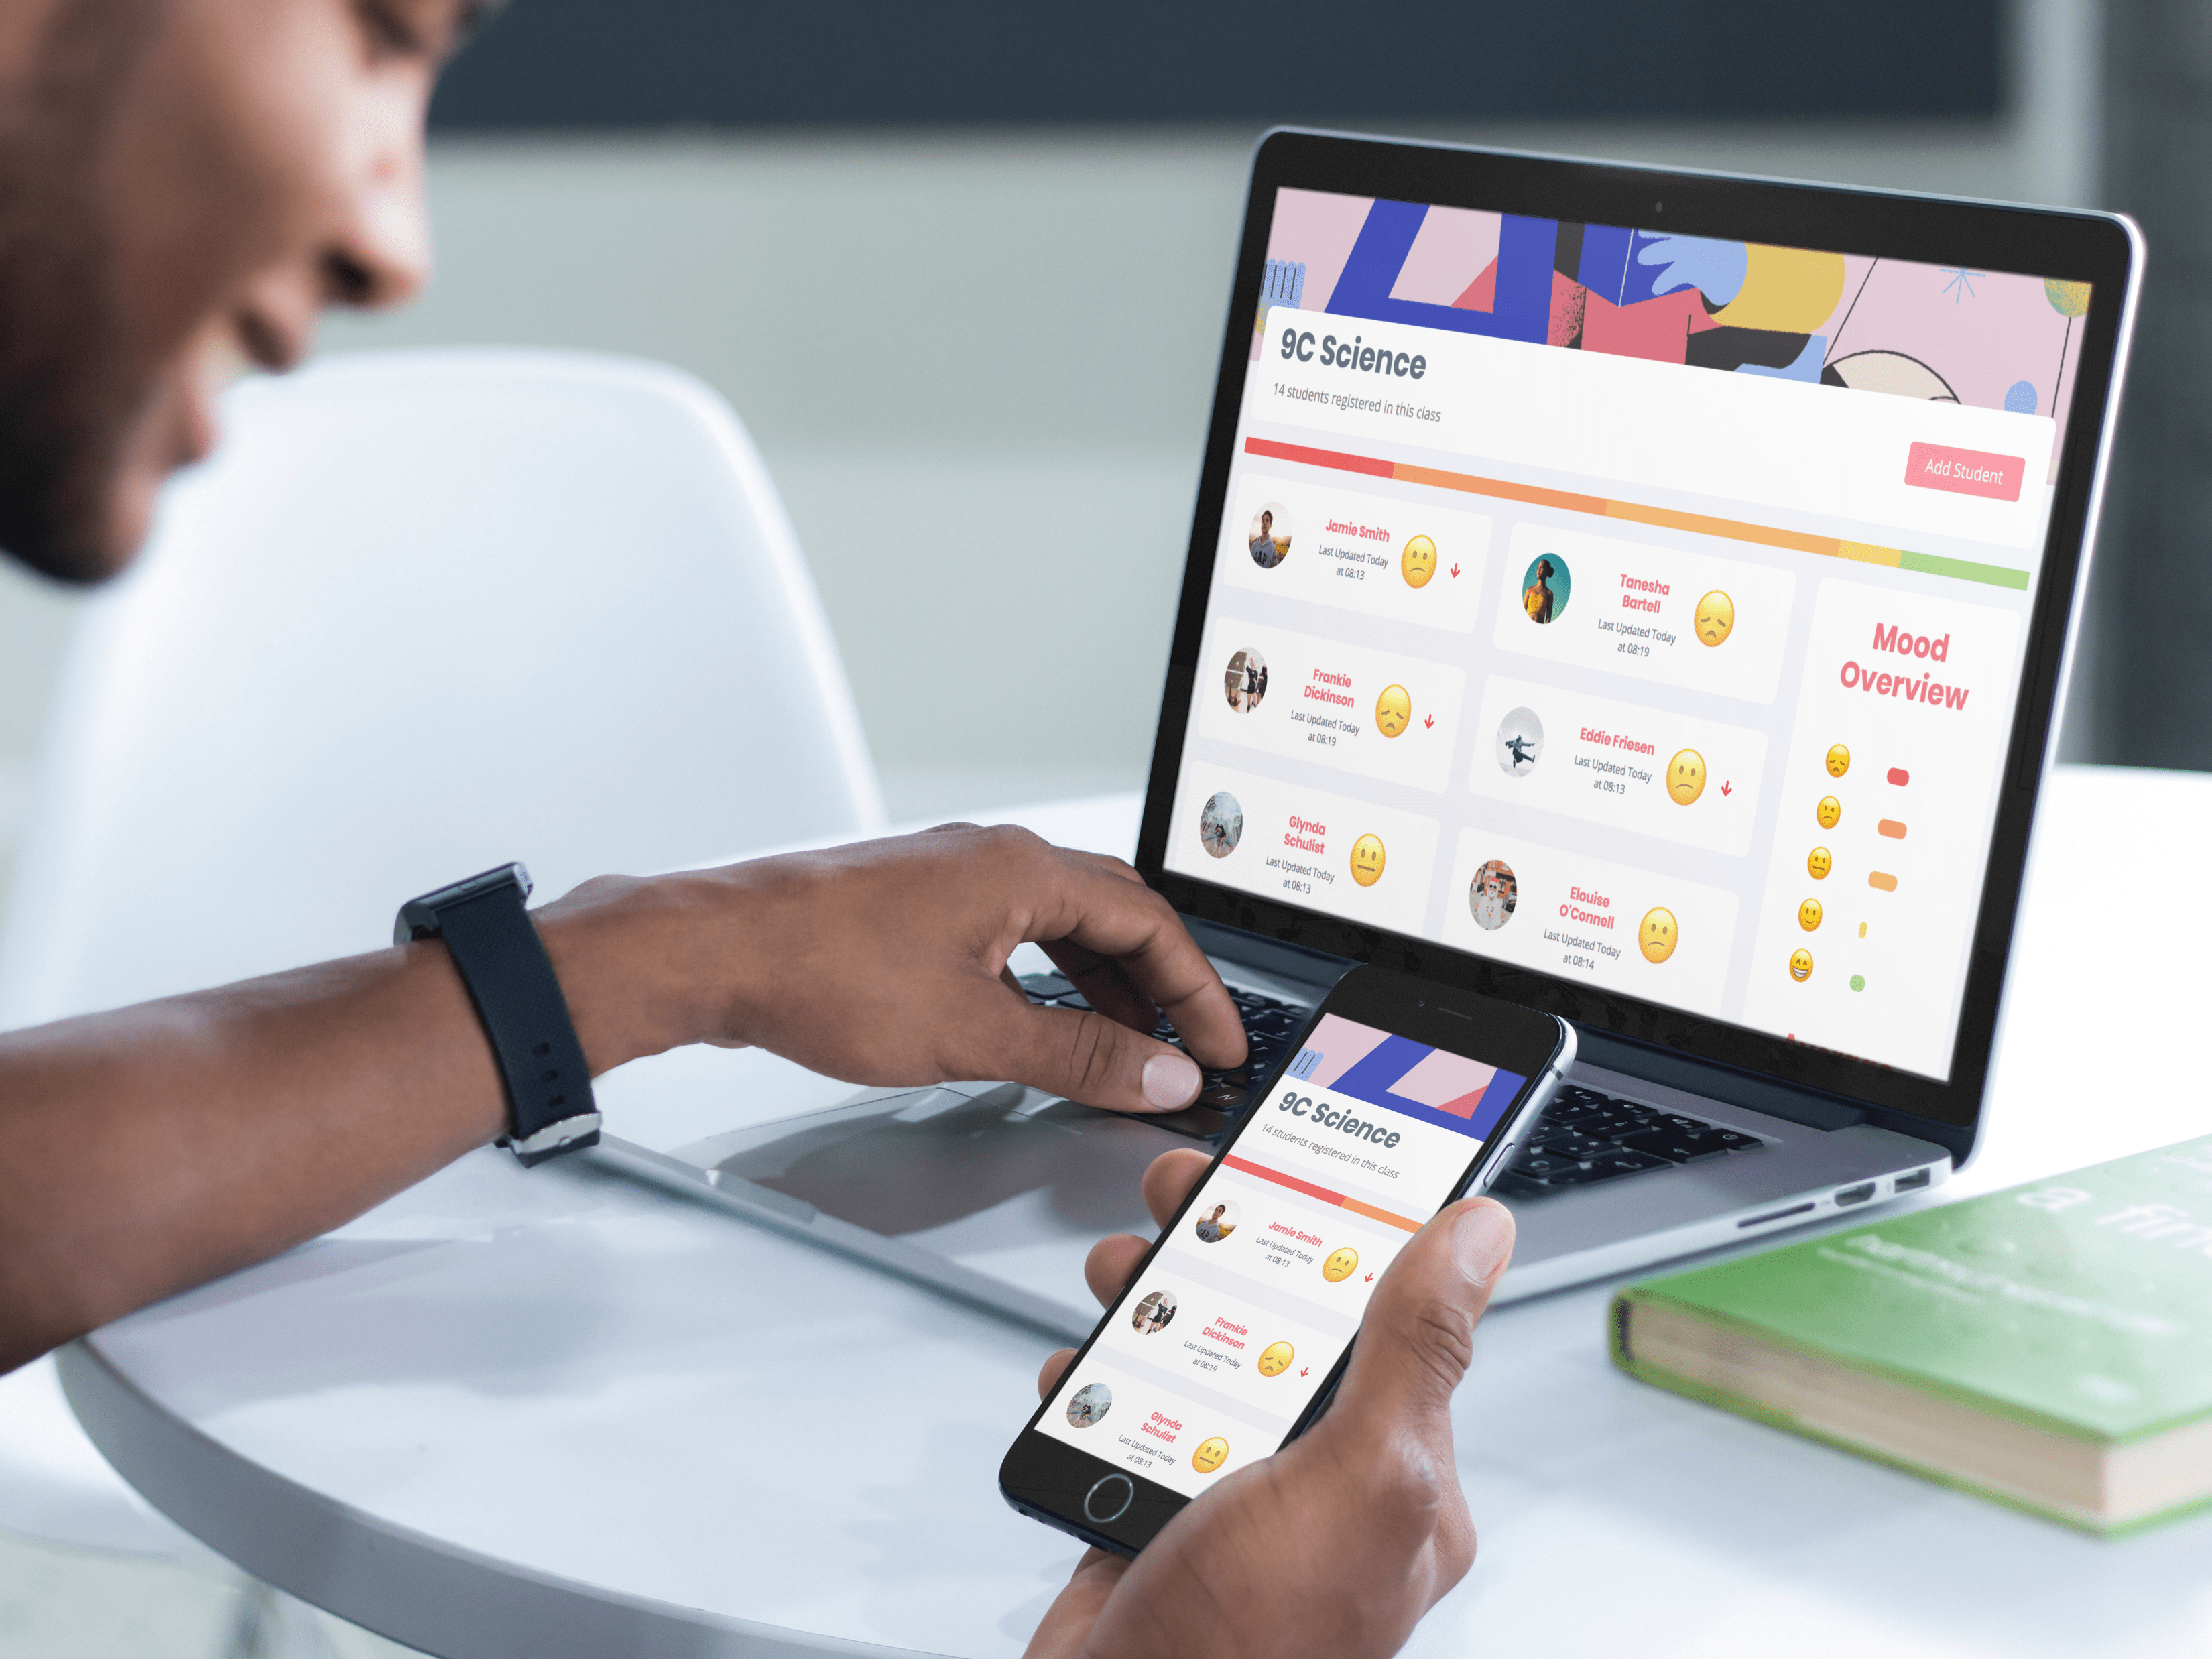 9C Science
14 students registered in this class
Add Student
Jamie Smith
Last Updated Today
at 08:13
Tanesha
Bartell
Last Updated Today
at 08:19
Frankie
Dickinson
Last Updated Today
at 08:19
Eddie Friesen
Last Updated Today
at 08:13
Glynda
Schulist
Last Updated Today
at 08:13
Elouise
O'Connell
Last Updated Today
at 08:14
Mood
Overview
9C Science
14 students registered in this class
Jamie Smith
Last Updated Today
at 08:13
Frankie
Dickinson
Last Updated Today
at 08:19
Glynda
Schulist
Last Updated Today
at 08:13
N